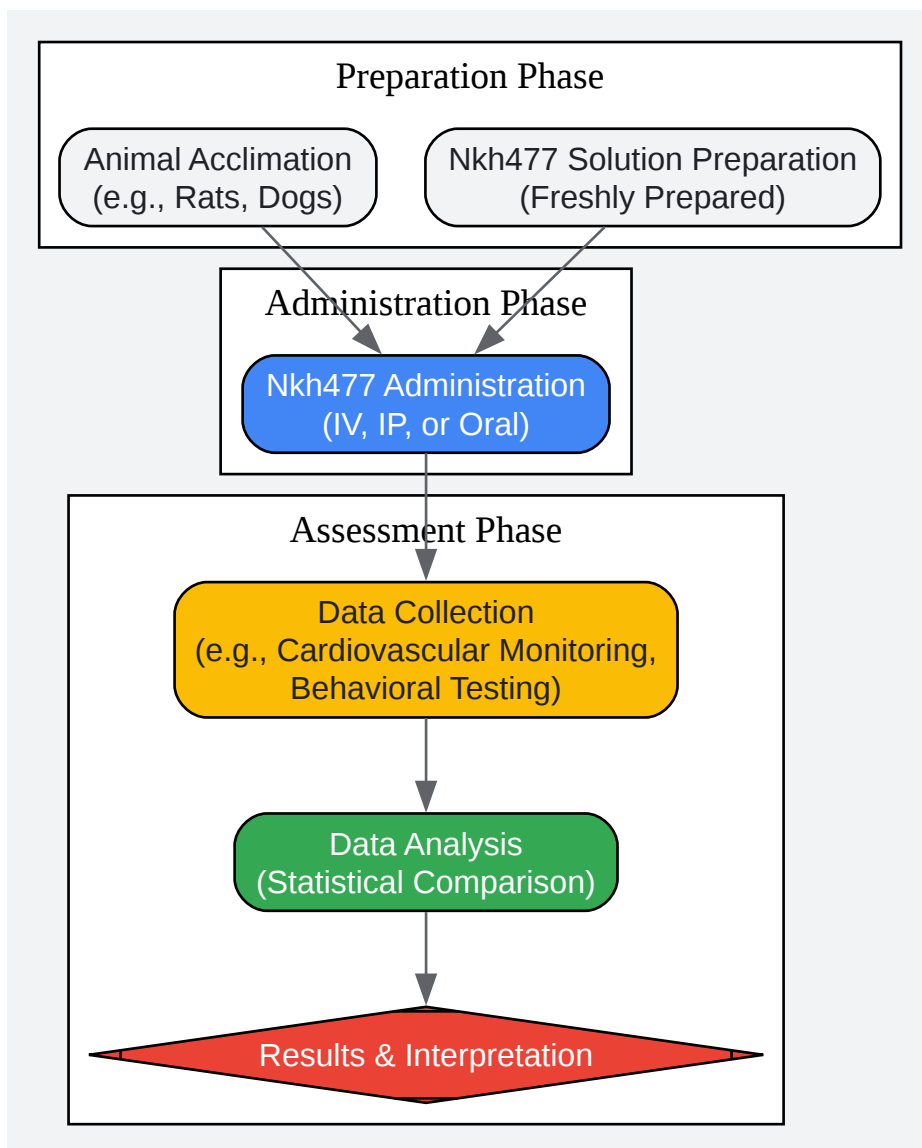 Preparation Phase
Animal Acclimation
(e.g., Rats, Dogs)
Nkh477 Solution Preparation
(Freshly Prepared)
Administration Phase
Nkh477 Administration
(IV, IP, or Oral)
Assessment Phase
Data Collection
(e.g., Cardiovascular Monitoring,
Behavioral Testing)
Data Analysis
(Statistical Comparison)
Results & Interpretation